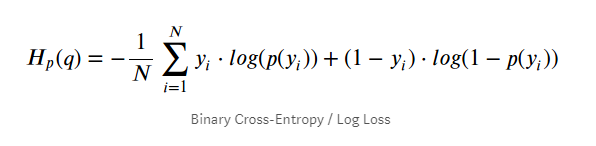 H_p(q) = -\frac{1}{N} \sum_{i=1}^{N} y_i \cdot log(p(y_i)) + (1 - y_i) \cdot log(1 - p(y_i))
Binary Cross-Entropy / Log Loss